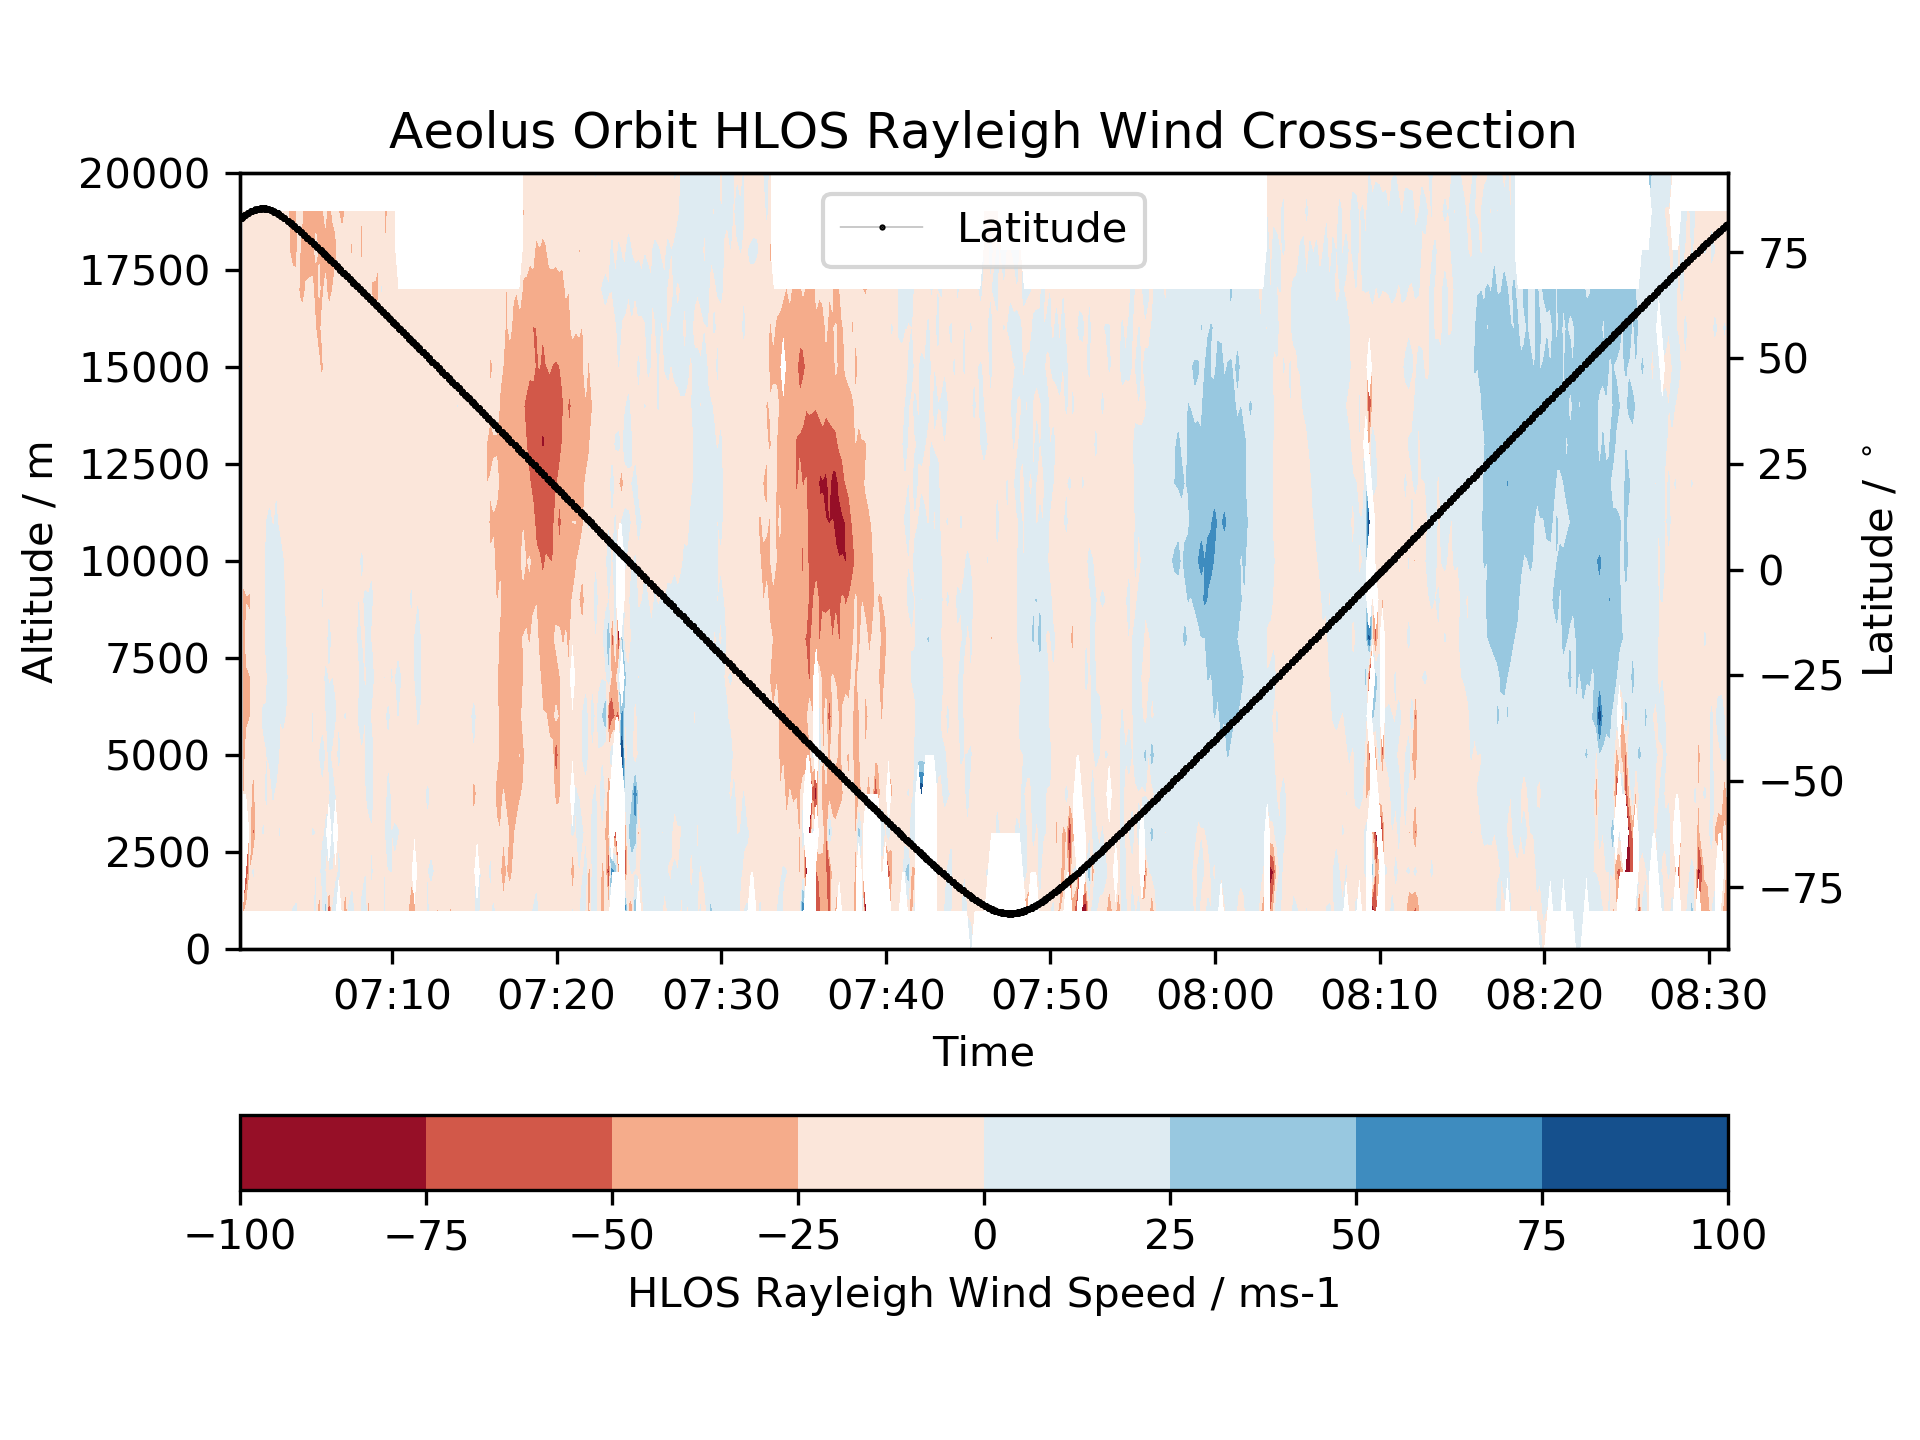 Aeolus Orbit HLOS Rayleigh Wind Cross-section
20000
17500
15000
12500
10000
7500
5000
2500
0
Altitude / m
Latitude
75
50
25
0
−25
−50
−75
Latitude / °
07:10 07:20 07:30 07:40 07:50 08:00 08:10 08:20 08:30
Time
−100 −75 −50 −25 0 25 50 75 100
HLOS Rayleigh Wind Speed / ms-1